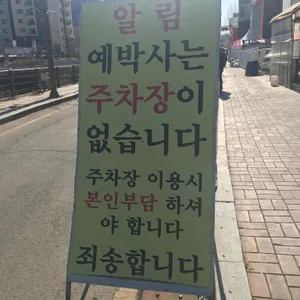 알림
예박사는
주차장이
없습니다
주차장 이용시
본인부담 하셔
야 합니다
죄송합니다